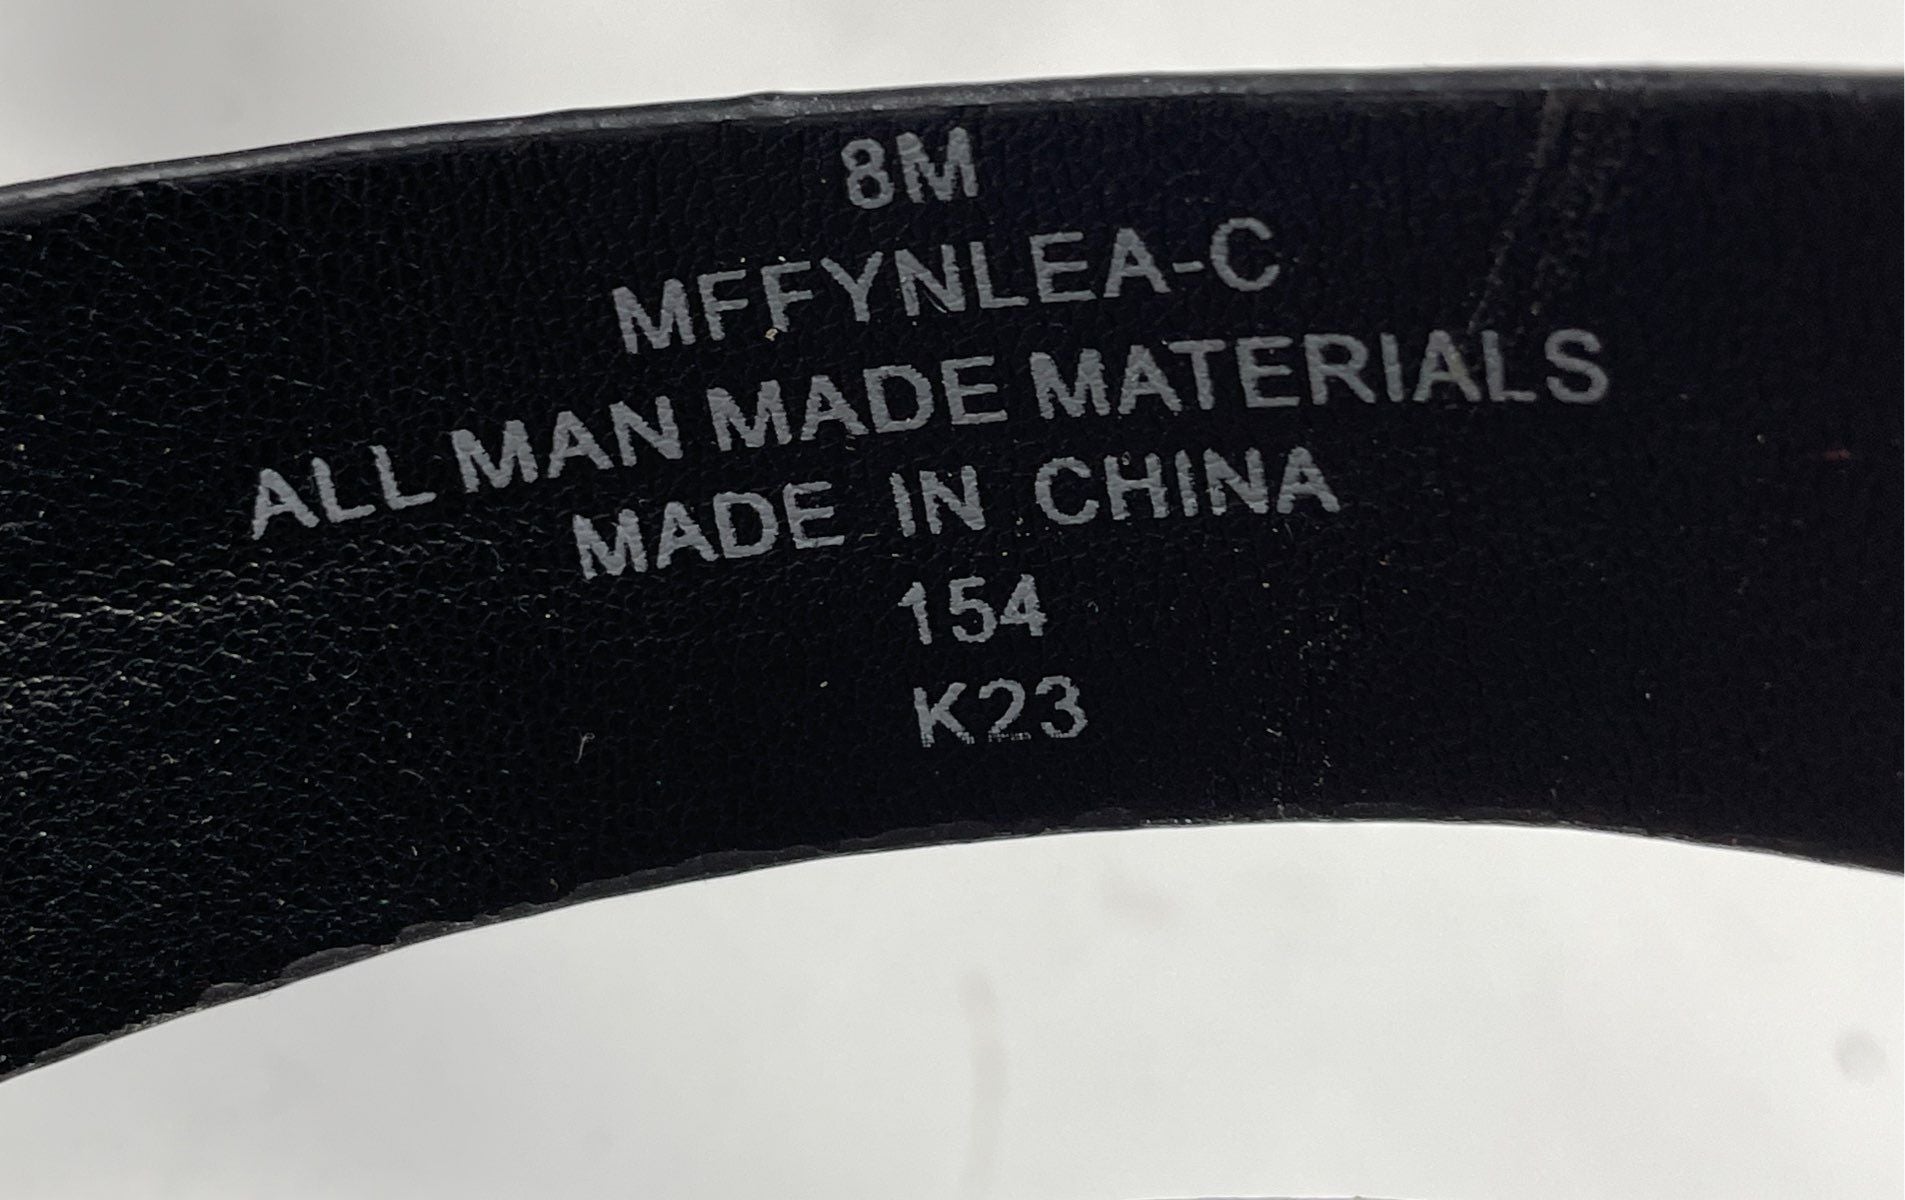 8M
MFFYNLEA-C
ALL MAN MADE MATERIALS
MADE IN CHINA
154
K23